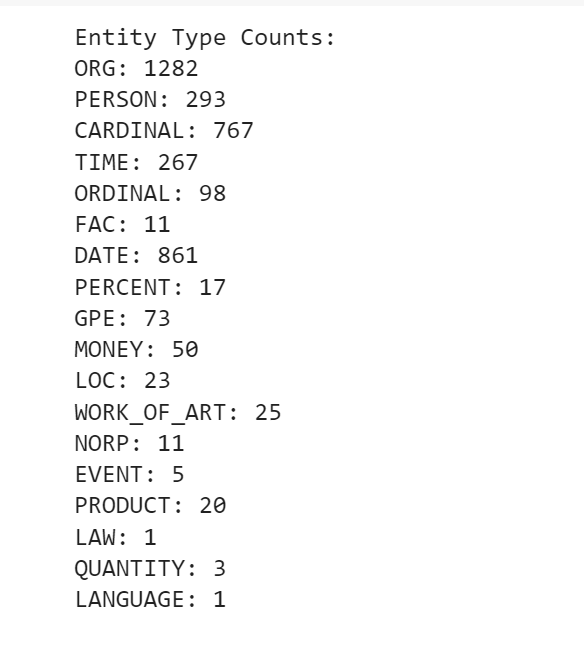 Entity Type Counts:
ORG: 1282
PERSON: 293
CARDINAL: 767
TIME: 267
ORDINAL: 98
FAC: 11
DATE: 861
PERCENT: 17
GPE: 73
MONEY: 50
LOC: 23
WORK_OF_ART: 25
NORP: 11
EVENT: 5
PRODUCT: 20
LAW: 1
QUANTITY: 3
LANGUAGE: 1